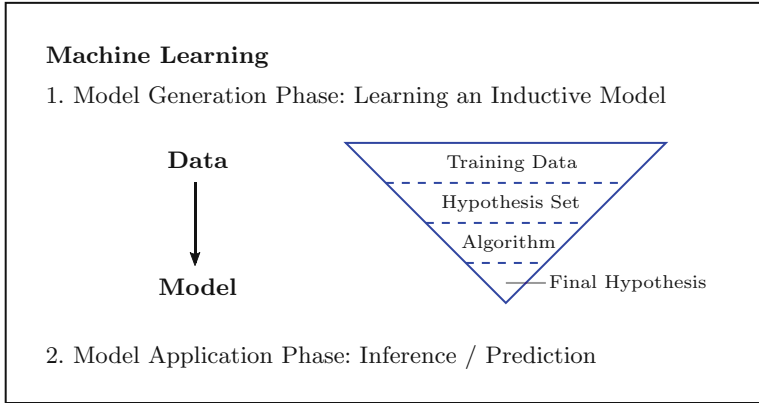 Machine Learning
1. Model Generation Phase: Learning an Inductive Model
Data
Model
Training Data
Hypothesis Set
Algorithm
Final Hypothesis
2. Model Application Phase: Inference / Prediction